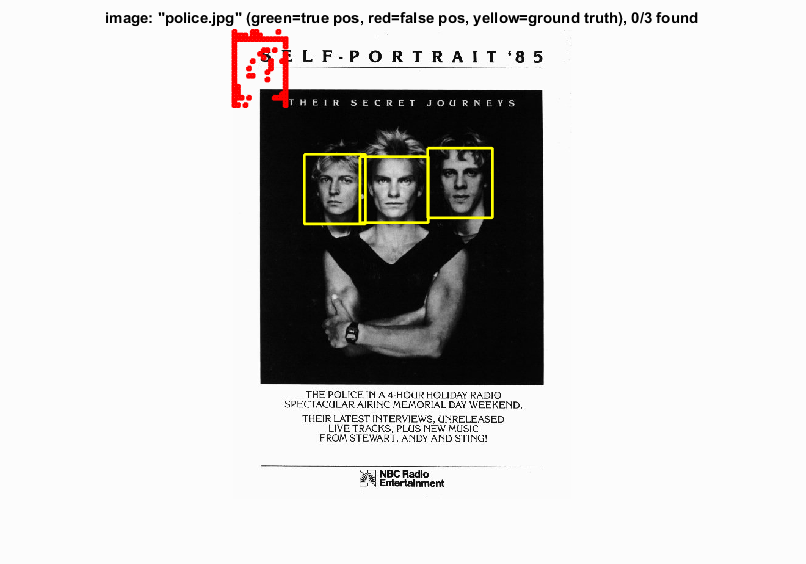 image: "police.jpg" (green=true pos, red=false pos, yellow=ground truth), 0/3 found
SELF-PORTRAIT '85
THEIR SECRET JOURNEYS
THE POLICE IN A 4-HOUR HOLIDAY RADIO
SPECTACULAR AIRING MEMORIAL DAY WEEKEND.
THEIR LATEST INTERVIEWS, UNRELEASED
LIVE TRACKS, PLUS NEW MUSIC
FROM STEWART, ANDY AND STING!
NBC Radio
Entertainment